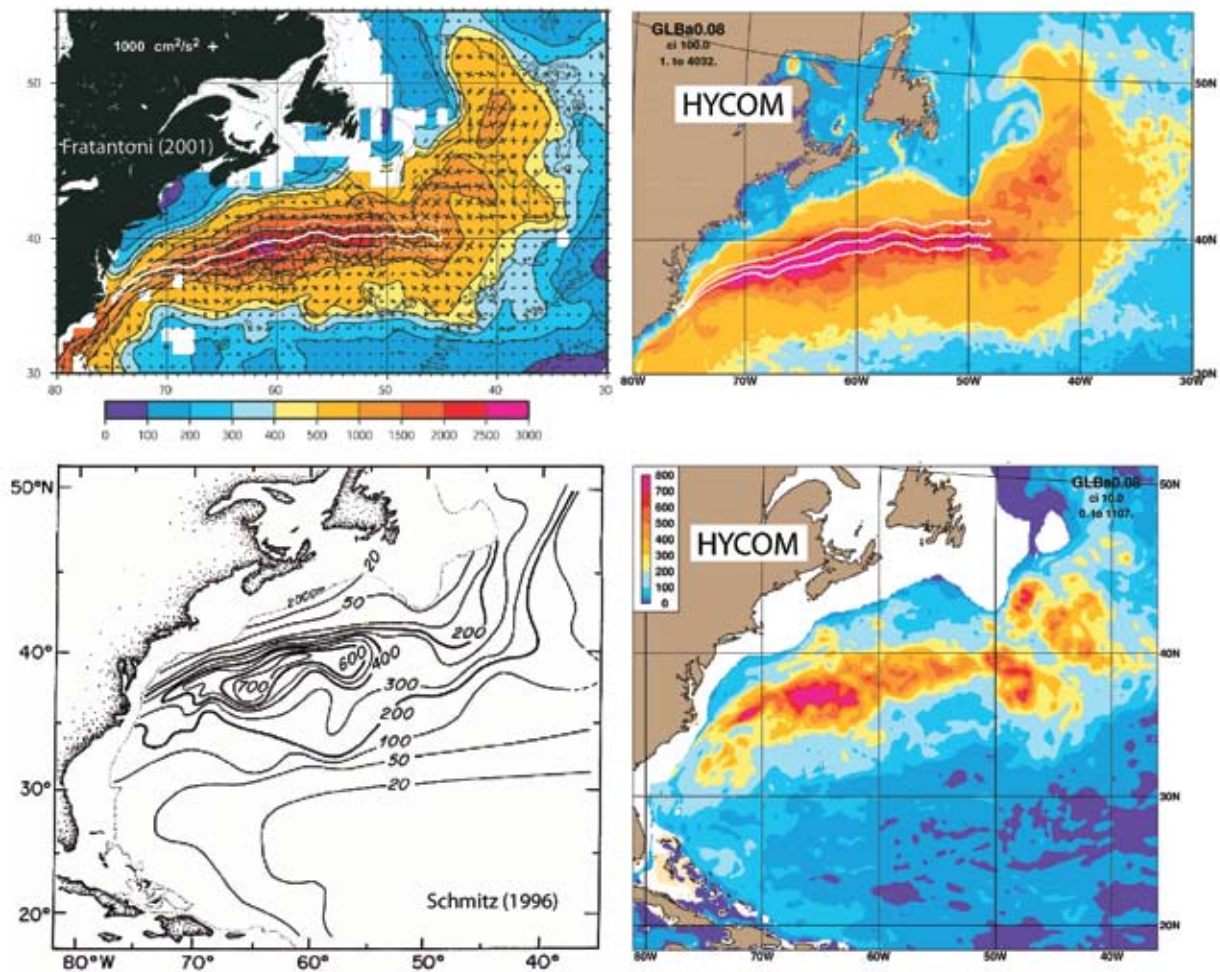 1000 cm²/s² +
Fratantoni (2001)
50
40
30
80
70
60
50
40
30
0 100 200 300 400 500 1000 1500 2000 2500 3000
GLBa0.08
ci 100.0
1. to 4032.
HYCOM
50N
40N
30N
80W 70W 60W 50W 40W 30W
50°N
40°
30°
20°
80°W 70° 60° 50° 40°
20
2000m
50
200
600
400
700
300
200
100
50
20
Schmitz (1996)
800
700
600
500
400
300
200
100
0
GLBa0.08
ci 10.0
0. to 1107.
HYCOM
50N
40N
30N
20N
80W 70W 60W 50W 40W